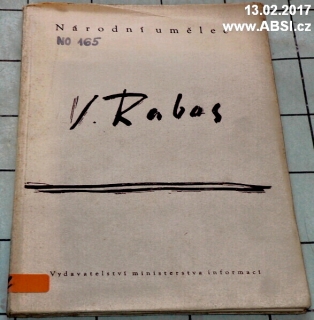 13.02.2017
www.ABSI.cz
Národní uměle
NO 165
V. Rabas
Vydavatelství ministerstva informací